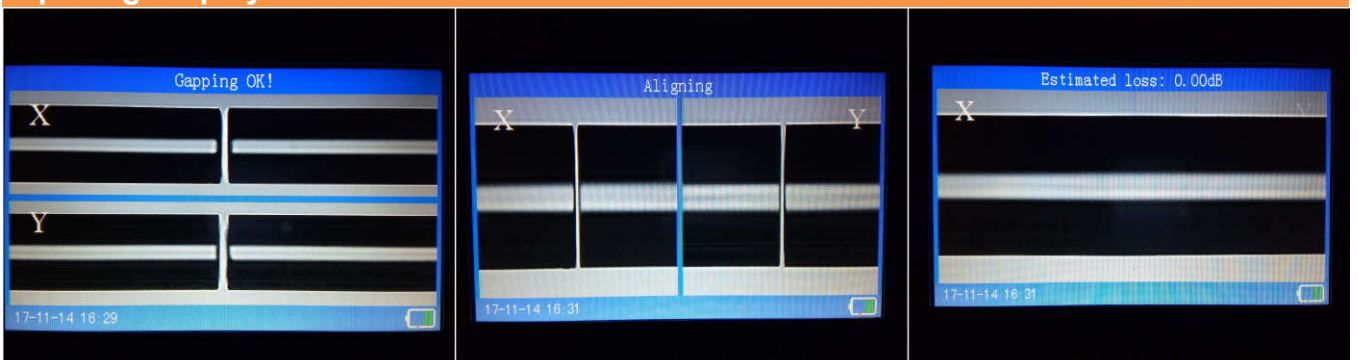 Gapping OK!
X
Y
17-11-14 16:29
Aligning
X
Y
17-11-14 16:31
Estimated loss: 0.00dB
X
Y
17-11-14 16:31